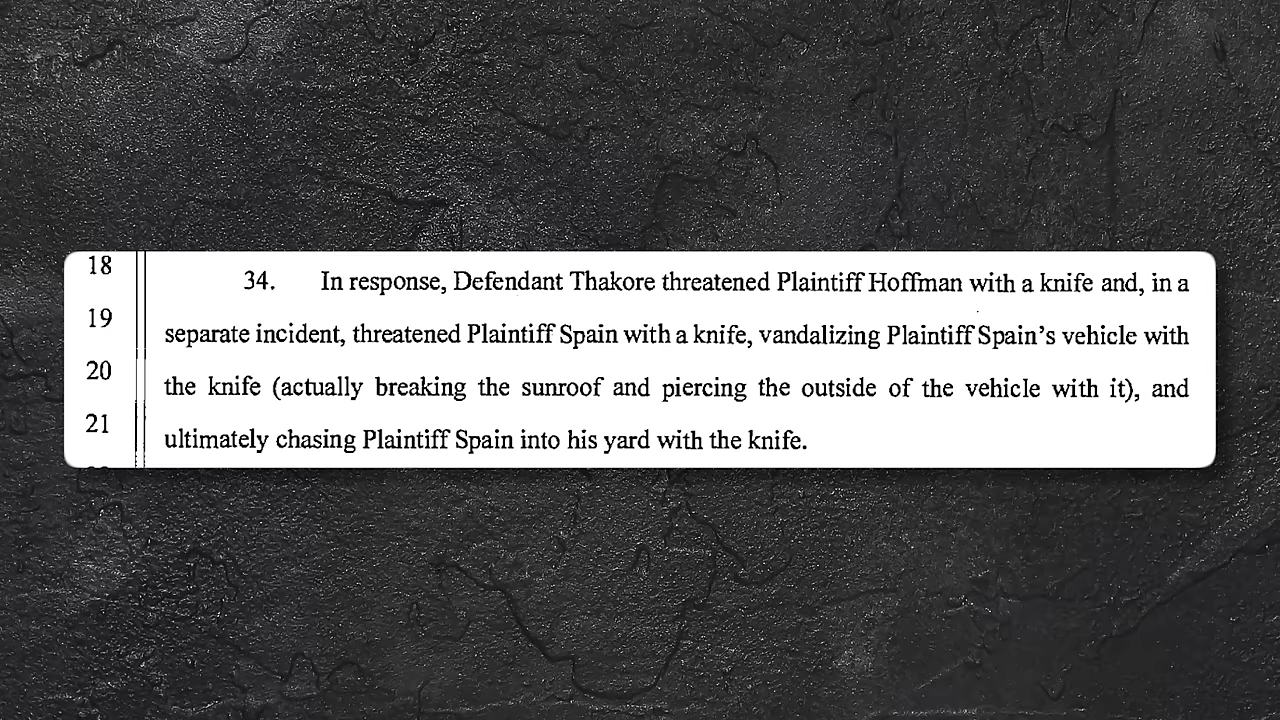 18
34. In response, Defendant Thakore threatened Plaintiff Hoffman with a knife and, in a
19
separate incident, threatened Plaintiff Spain with a knife, vandalizing Plaintiff Spain's vehicle with
20
the knife (actually breaking the sunroof and piercing the outside of the vehicle with it), and
21
ultimately chasing Plaintiff Spain into his yard with the knife.